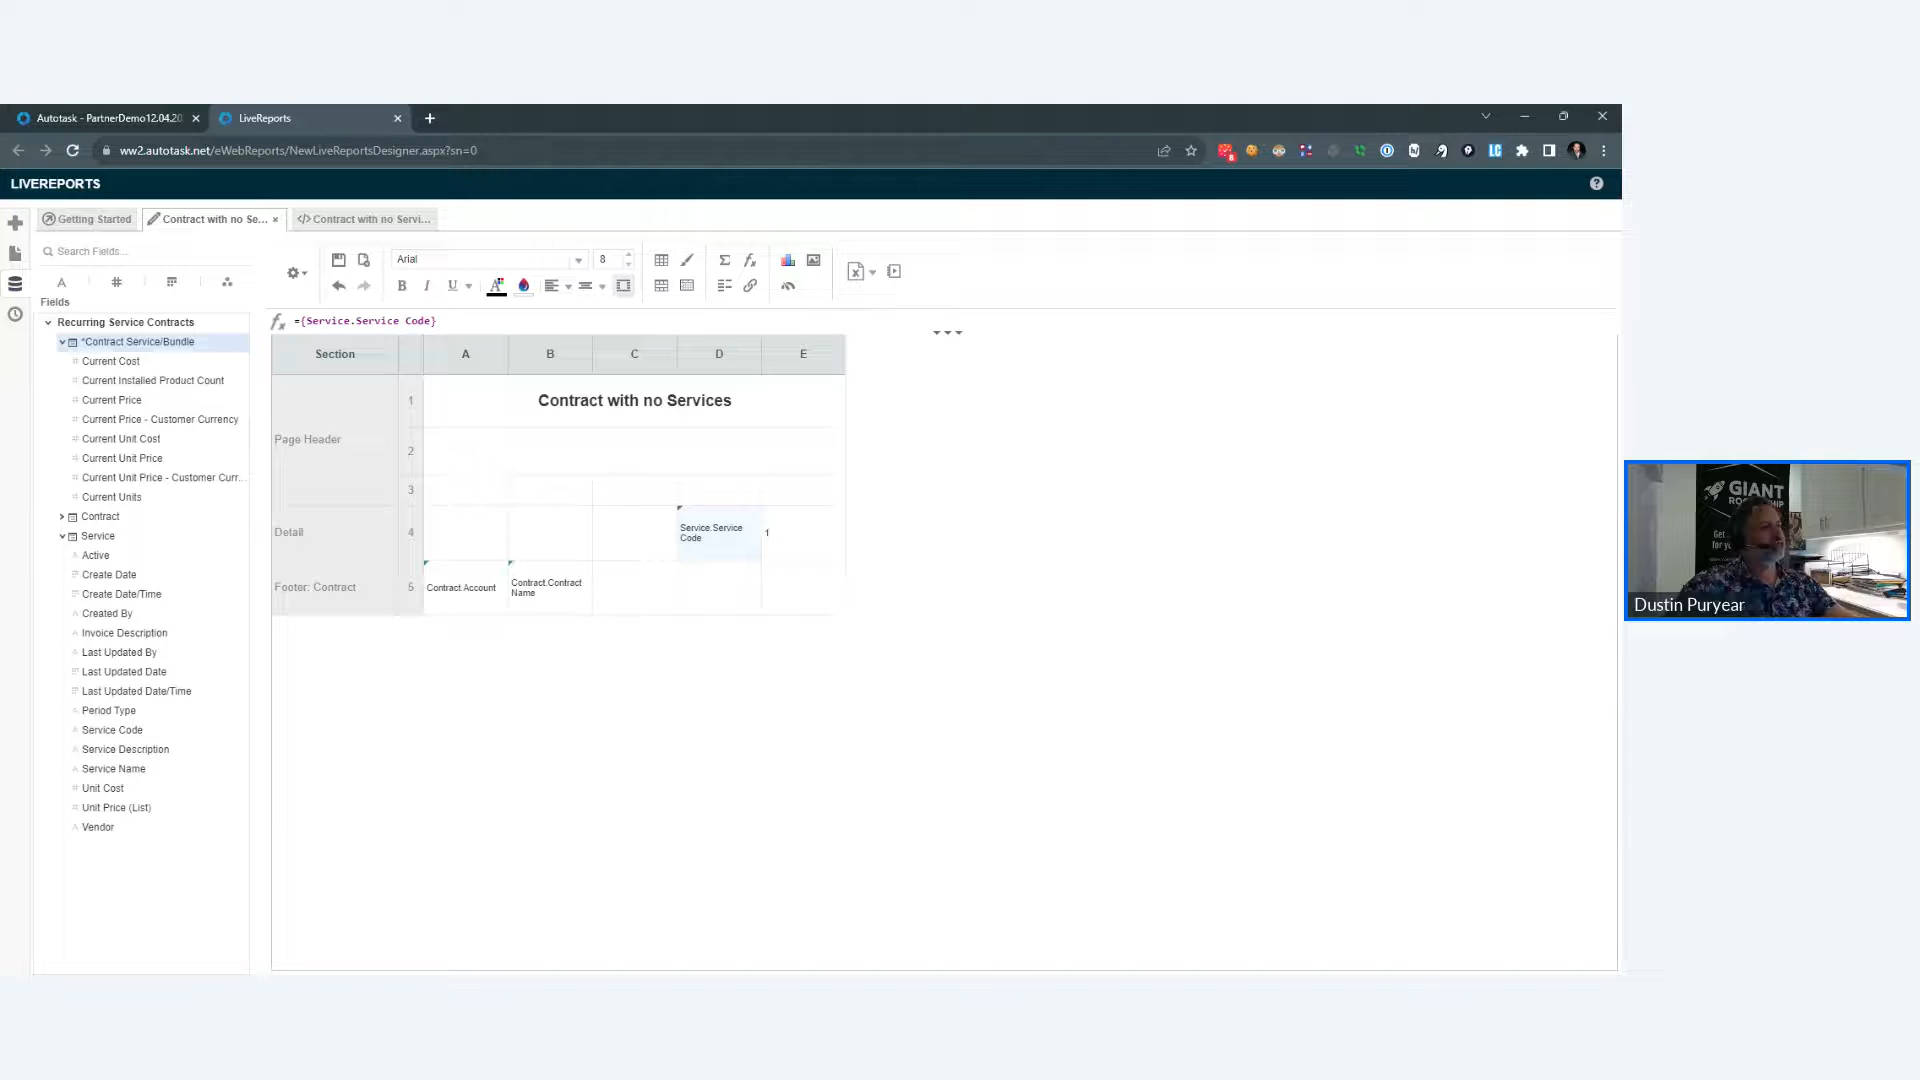 Autotask - PartnerDemo12.04.20
LiveReports
ww2.autotask.net/eWebReports/NewLiveReportsDesigner.aspx?sn=0
8
LC
LIVEREPORTS
Getting Started
Contract with no Se...
</> Contract with no Servi...
Search Fields...
Arial
8
B I U A
A #
Fields
Recurring Service Contracts
*Contract Service/Bundle
Current Cost
Current Installed Product Count
Current Price
Current Price - Customer Currency
Current Unit Cost
Current Unit Price
Current Unit Price - Customer Curr...
Current Units
Contract
Service
Active
Create Date
Create Date/Time
Created By
Invoice Description
Last Updated By
Last Updated Date
Last Updated Date/Time
Period Type
Service Code
Service Description
Service Name
Unit Cost
Unit Price (List)
Vendor
fx ={Service.Service Code}
Section A B C D E
1 Contract with no Services
Page Header
2
3
Detail 4
Service.Service
Code
1
Footer: Contract 5
Contract.Account
Contract.Contract
Name
GIANT
Get
for yo
Dustin Puryear